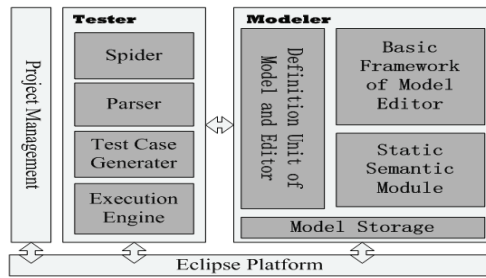 Project Management
Tester
Spider
Parser
Test Case
Generater
Execution
Engine
Modeler
Definition Unit of
Model and Editor
Basic
Framework
of Model
Editor
Static
Semantic
Module
Model Storage
Eclipse Platform